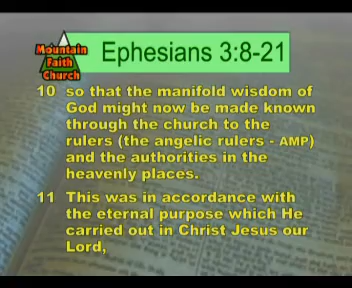 Mountain
Faith
Church
Ephesians 3:8-21
10 so that the manifold wisdom of
God might now be made known
through the church to the
rulers (the angelic rulers - AMP)
and the authorities in the
heavenly places.
11 This was in accordance with
the eternal purpose which He
carried out in Christ Jesus our
Lord,